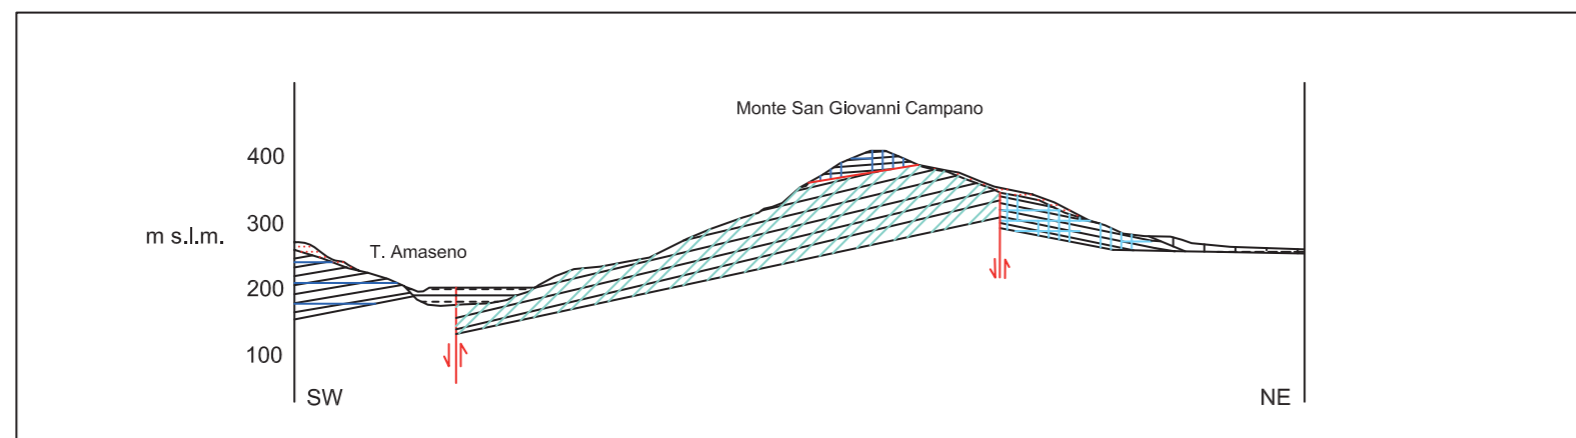 Monte San Giovanni Campano
400
300
m s.l.m.
T. Amaseno
200
100
SW
NE